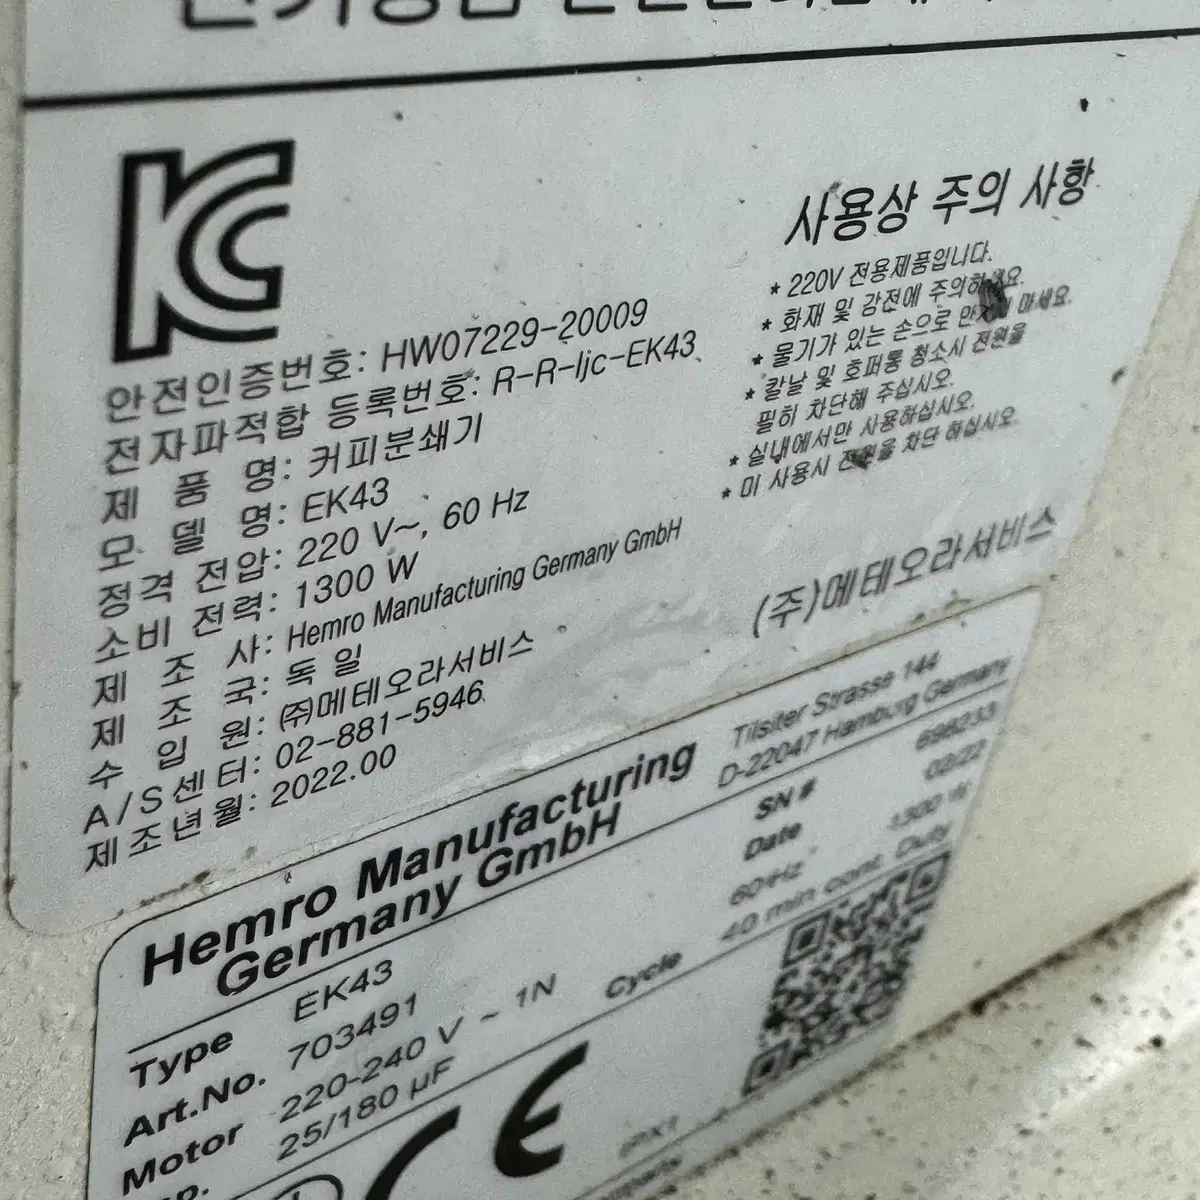 KC
안전인증번호: HW07229-20009
전자파적합 등록번호: R-R-ljc-EK43
제 품 명: 커피분쇄기
모 델 명: EK43
정격 전압: 220 V~, 60 Hz
소비 전력: 1300 W
제 조 사: Hemro Manufacturing Germany GmbH
제 조 국: 독 일
수 입 원: (주)메테오라서비스
A/S센터: 02-881-5946
제조년월: 2022.00
사용상 주의 사항
* 220V 전용제품입니다.
* 화재 및 감전에 주의하세요.
* 물기가 있는 손으로 만지지 마세요.
* 칼날 및 호퍼통 청소시 전원을
필히 차단해 주십시오.
* 실내에서만 사용하십시오.
* 미 사용시 전원을 차단 하십시오.
(주)메테오라서비스
Hemro Manufacturing
Germany GmbH
Tilsiter Strasse 144
D-22047 Hamburg Germany
Type EK43
SN # 698233
Art.No. 703491
Date 02/22
Motor 220-240 V ~ 1N
60Hz 1300 W
25/180 µF
Cycle 40 min cont. Duty
CE
IPX1